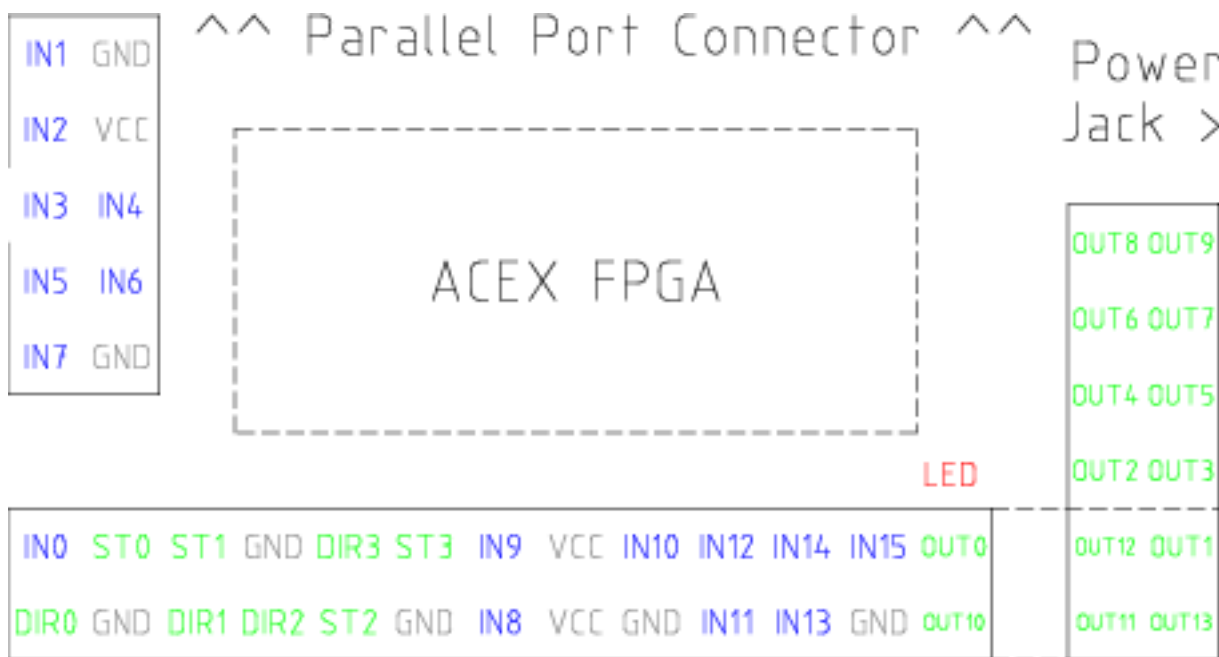 ^^ Parallel Port Connector ^^
Power
Jack >
IN1 GND
IN2 VCC
IN3 IN4
IN5 IN6
IN7 GND
ACEX FPGA
OUT8 OUT9
OUT6 OUT7
OUT4 OUT5
OUT2 OUT3
LED
IN0 ST0 ST1 GND DIR3 ST3 IN9 VCC IN10 IN12 IN14 IN15 OUT0 OUT12 OUT1
DIR0 GND DIR1 DIR2 ST2 GND IN8 VCC GND IN11 IN13 GND OUT10 OUT11 OUT13